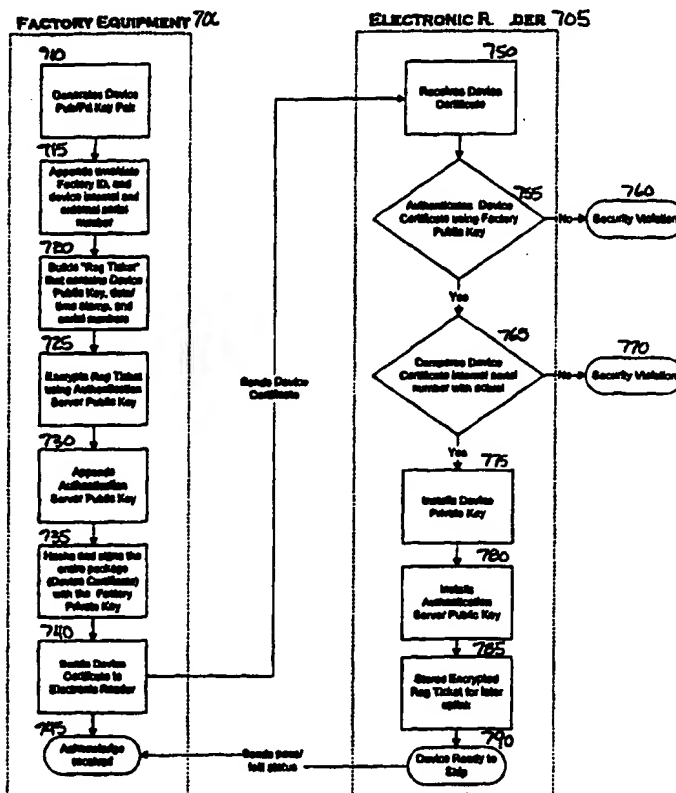 FACTORY EQUIPMENT 700
710
Generates Device
Pub/Pri Key Pair
715
Appends
Factory ID, and
device internal and
external serial
number
720
Builds "Reg Ticket"
that contains Device
Public Key, date/
time stamp, and
serial numbers
725
Encrypts Reg Ticket
using Authentication
Server Public Key
730
Appends
Authentication
Server Public Key
735
Hashes and signs the
entire package
(Device Certificate)
with the Factory
Private Key
740
Sends Device
Certificate to
Electronic Reader
795
Acknowledge
received
Sends Device
Certificate
Sends pass/
fail status
ELECTRONIC R DER 705
750
Receives Device
Certificate
755
Authenticates Device
Certificate using Factory
Public Key
No
760
Security Violation
Yes
765
Compares Device
Certificate internal serial
number with actual
No
770
Security Violation
Yes
775
Installs Device
Private Key
780
Installs
Authentication
Server Public Key
785
Stores Encrypted
Reg Ticket for later
uplink
790
Device Ready to
Ship